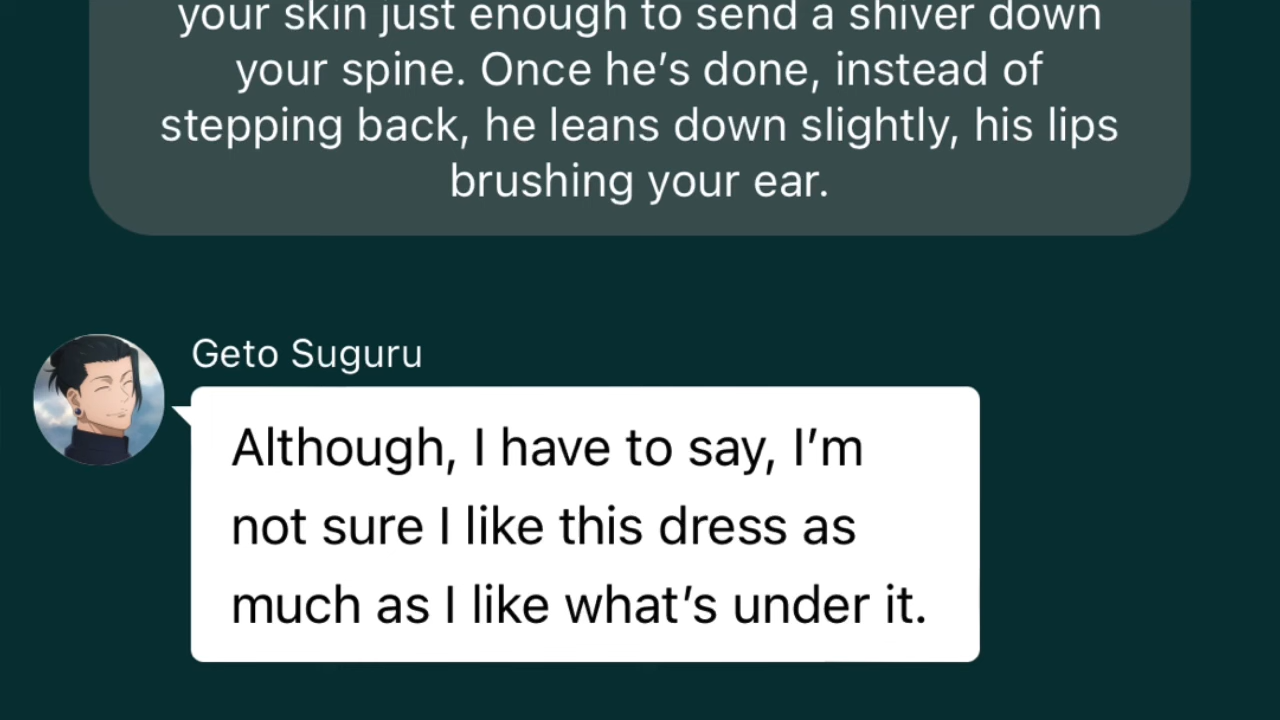 your skin just enough to send a shiver down
your spine. Once he’s done, instead of
stepping back, he leans down slightly, his lips
brushing your ear.
Geto Suguru
Although, I have to say, I’m
not sure I like this dress as
much as I like what’s under it.